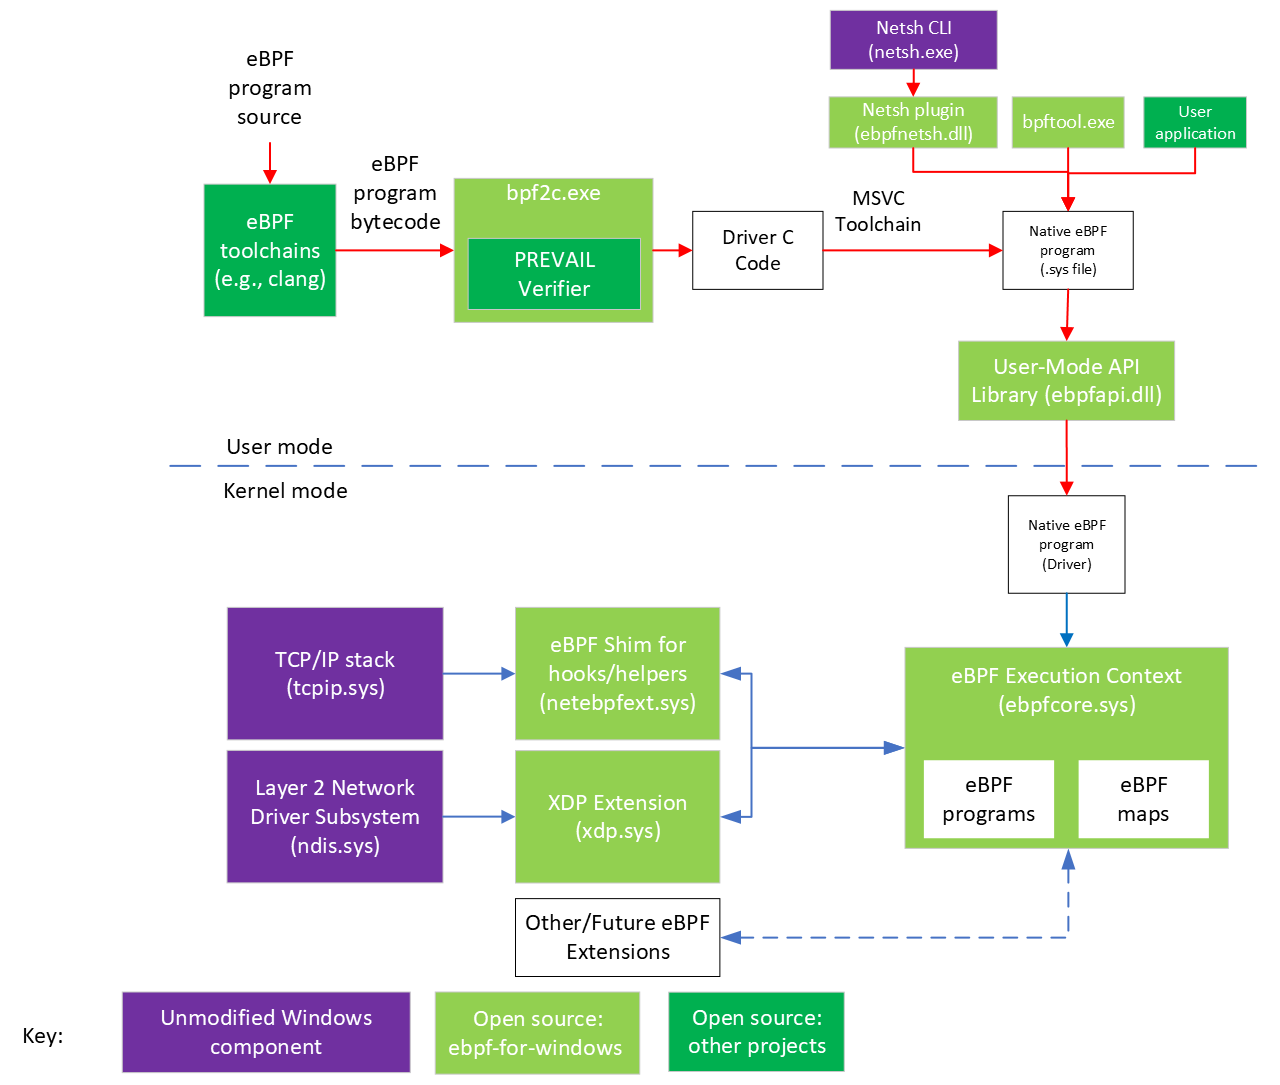 Netsh CLI
(netsh.exe)
eBPF
program
source
Netsh plugin
(ebpfnetsh.dll)
bpftool.exe
User
application
eBPF
program
bytecode
bpf2c.exe
MSVC
Toolchain
eBPF
toolchains
(e.g., clang)
PREVAIL
Verifier
Driver C
Code
Native eBPF
program
(.sys file)
User-Mode API
Library (ebpfapi.dll)
User mode
Kernel mode
Native eBPF
program
(Driver)
TCP/IP stack
(tcpip.sys)
eBPF Shim for
hooks/helpers
(netebpfext.sys)
eBPF Execution Context
(ebpfcore.sys)
Layer 2 Network
Driver Subsystem
(ndis.sys)
XDP Extension
(xdp.sys)
eBPF
programs
eBPF
maps
Other/Future eBPF
Extensions
Key:
Unmodified Windows
component
Open source:
ebpf-for-windows
Open source:
other projects